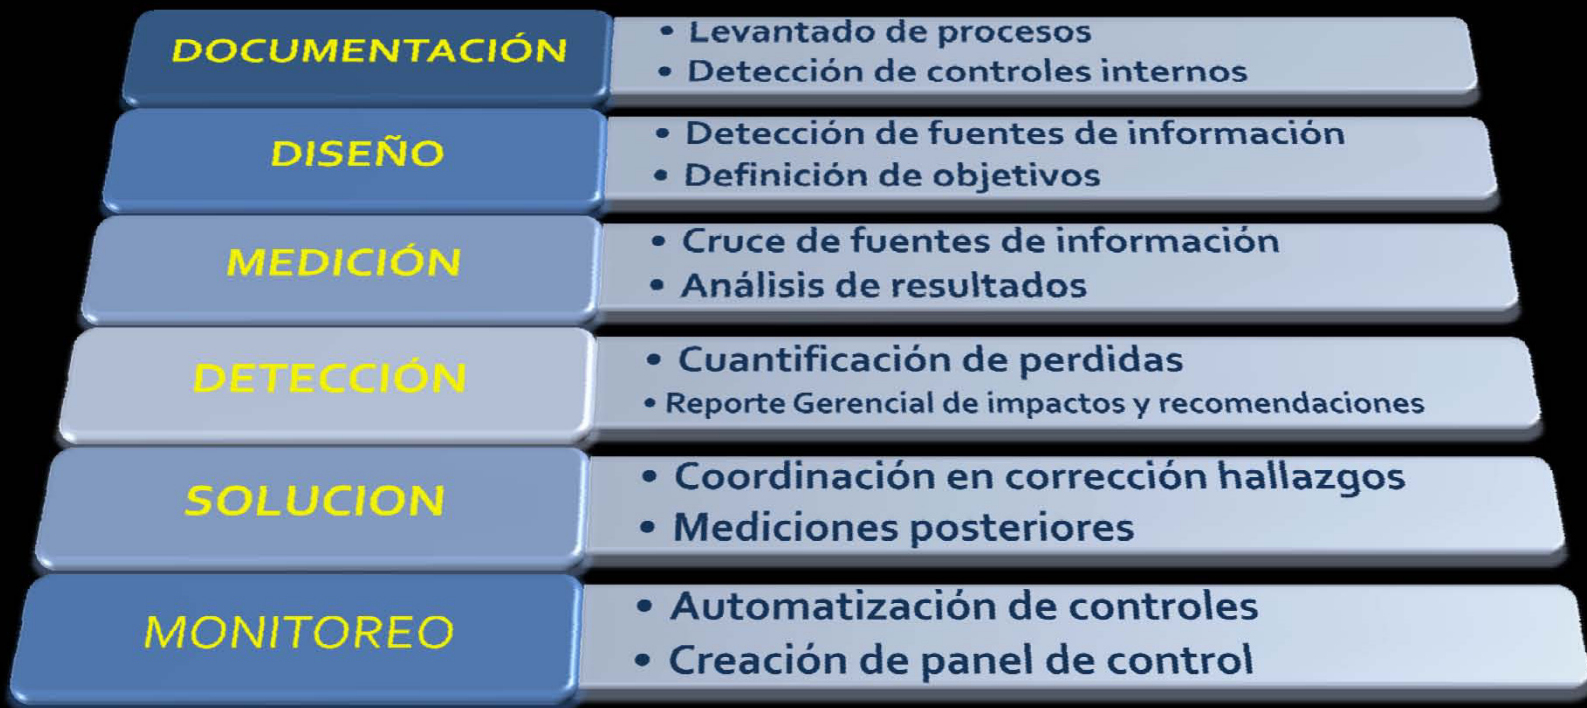 DOCUMENTACIÓN
• Levantado de procesos
• Detección de controles internos
DISEÑO
• Detección de fuentes de información
• Definición de objetivos
MEDICIÓN
• Cruce de fuentes de información
• Análisis de resultados
DETECCIÓN
• Cuantificación de perdidas
• Reporte Gerencial de impactos y recomendaciones
SOLUCION
• Coordinación en corrección hallazgos
• Mediciones posteriores
MONITOREO
• Automatización de controles
• Creación de panel de control